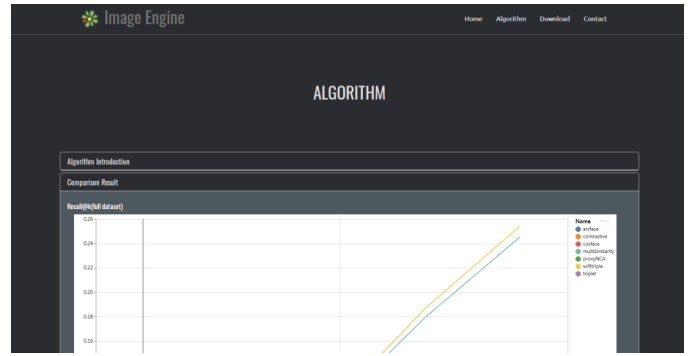 Image Engine
Home Algorithm Download Contact
ALGORITHM
Algorithm Introduction
Comparison Result
Recall@k(full dataset)
0.26
0.24
0.22
0.20
0.18
0.16
Name
arcface
contrastive
cosface
multisimilarity
proxyNCA
softtriple
triplet